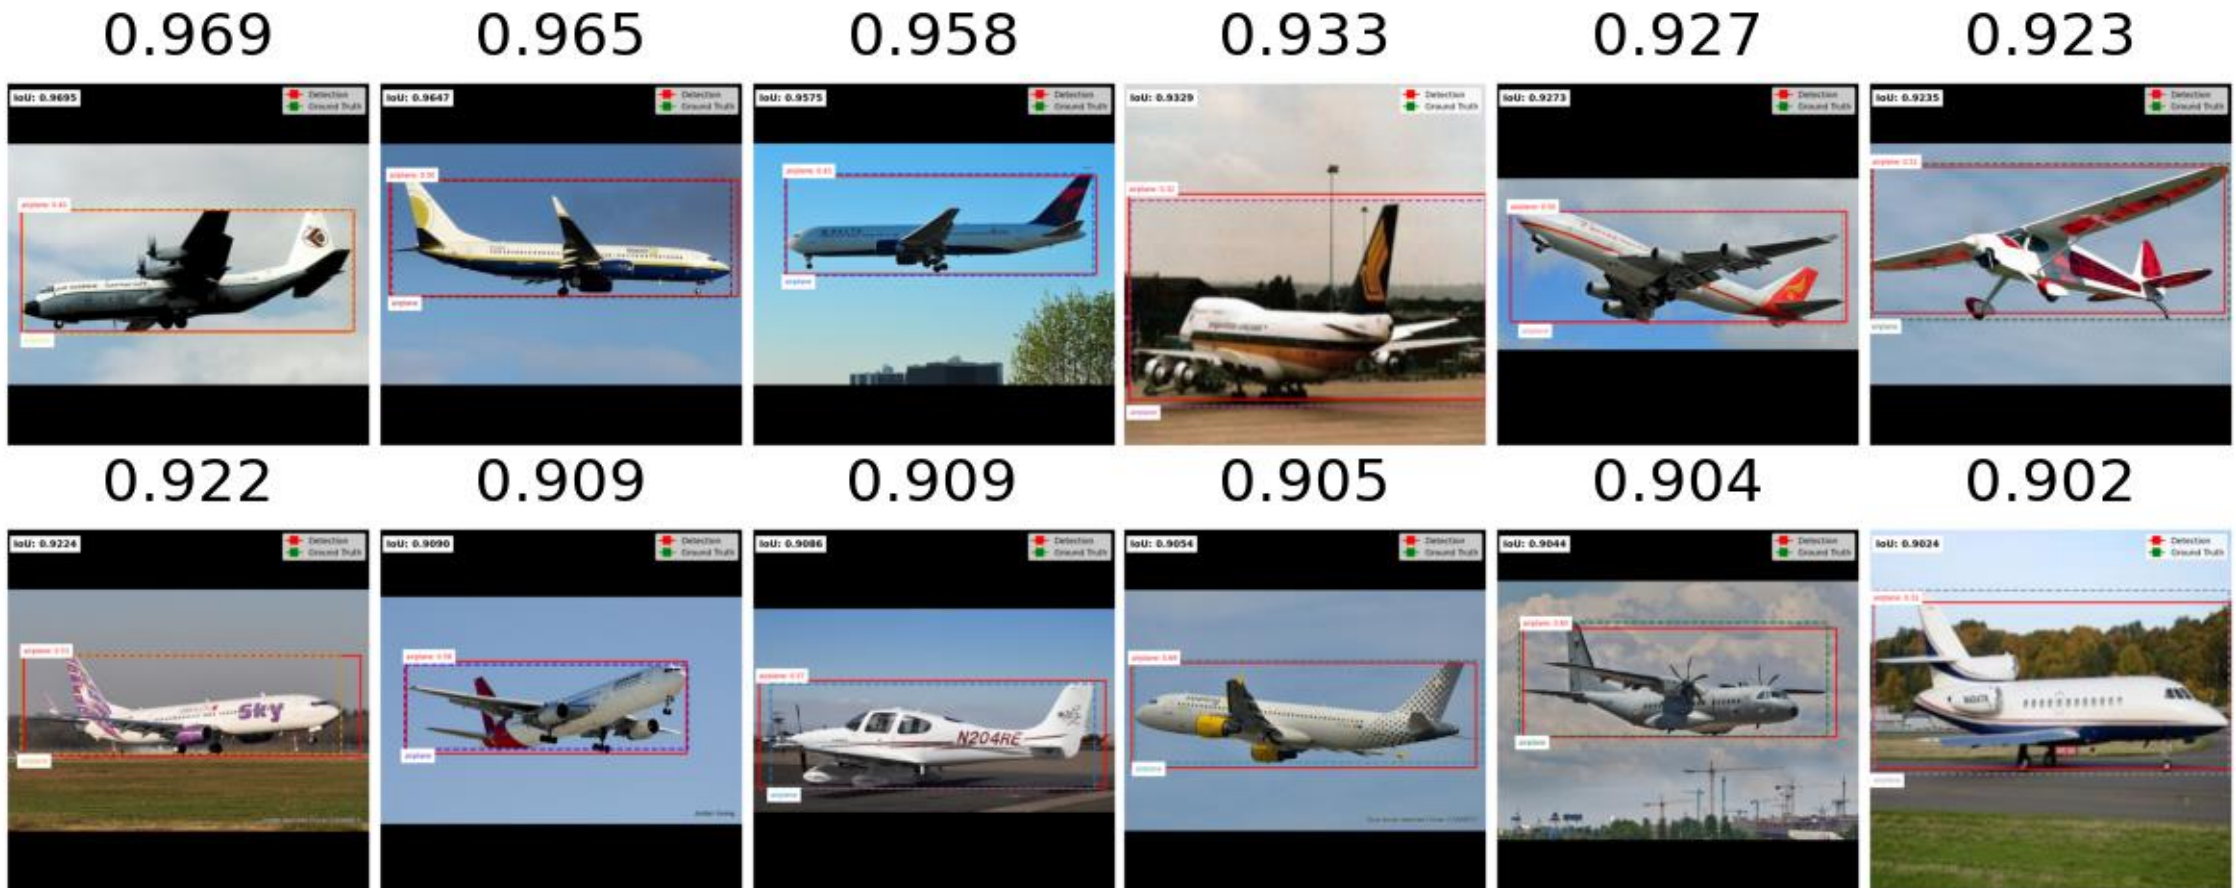 0.969 0.965 0.958 0.933 0.927 0.923
IoU: 0.9695 Detection
Ground Truth
IoU: 0.9647 Detection
Ground Truth
airplane: 0.50
airplane
IoU: 0.9575 Detection
Ground Truth
airplane
DELTA
IoU: 0.9329 Detection
Ground Truth
airplane
IoU: 0.9273 Detection
Ground Truth
airplane
IoU: 0.9235 Detection
Ground Truth
airplane
0.922 0.909 0.909 0.905 0.904 0.902
IoU: 0.9224 Detection
Ground Truth
sky
IoU: 0.9090 Detection
Ground Truth
airplane
IoU: 0.9086 Detection
Ground Truth
N204RE
airplane
IoU: 0.9054 Detection
Ground Truth
airplane
IoU: 0.9044 Detection
Ground Truth
airplane
IoU: 0.9024 Detection
Ground Truth
airplane